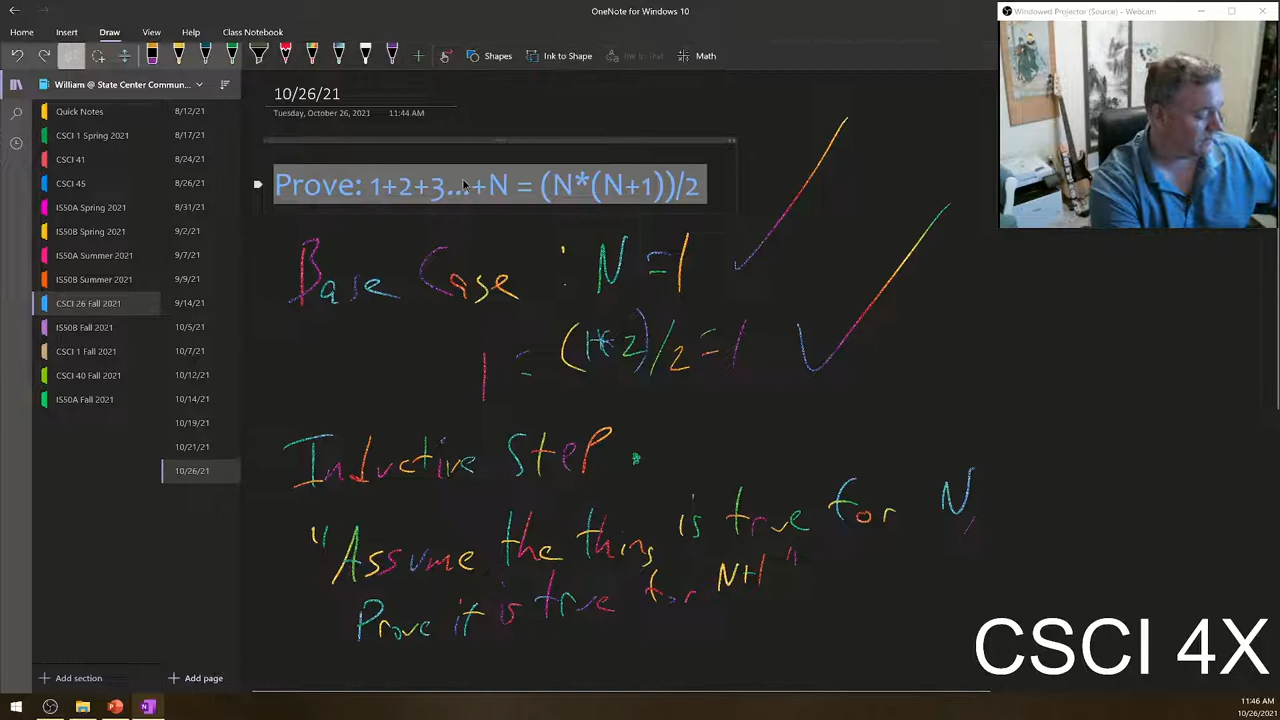 OneNote for Windows 10
Windowed Projector (Source) - Webcam
Home
Insert
Draw
View
Help
Class Notebook
Shapes
Ink to Shape
Ink to Text
Math
William @ State Center Commun...
Quick Notes
CSCI 1 Spring 2021
CSCI 41
CSCI 45
IS50A Spring 2021
IS50B Spring 2021
IS50A Summer 2021
IS50B Summer 2021
CSCI 26 Fall 2021
IS50B Fall 2021
CSCI 1 Fall 2021
CSCI 40 Fall 2021
IS50A Fall 2021
8/12/21
8/17/21
8/24/21
8/26/21
8/31/21
9/2/21
9/7/21
9/9/21
9/14/21
10/5/21
10/7/21
10/12/21
10/14/21
10/19/21
10/21/21
10/26/21
Add section
Add page
10/26/21
Tuesday, October 26, 2021 11:44 AM
Prove: 1+2+3...+N = (N*(N+1))/2
Base Case : N=1
1 = (1*2)/2=1
Inductive Step:
"Assume the thing is true for N,
Prove it is true for N+1"
CSCI 4X
11:46 AM
10/26/2021